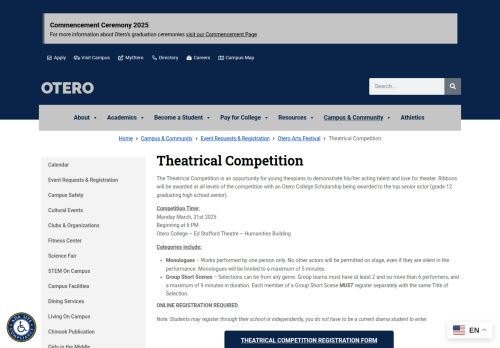 Commencement Ceremony 2025
For more information about Otero's graduation ceremonies visit our Commencement Page
Apply Visit Campus MyOtero Directory Careers Campus Map
OTERO
Search...
About Academics Become a Student Pay for College Resources Campus & Community Athletics
Home › Campus & Community › Event Requests & Registration › Otero Arts Festival › Theatrical Competition
Calendar
Event Requests & Registration
Campus Safety
Cultural Events
Clubs & Organizations
Fitness Center
Science Fair
STEM On Campus
Campus Facilities
Dining Services
Living On Campus
Chinook Publication
Girls in the Middle
Theatrical Competition
The Theatrical Competition is an opportunity for young thespians to demonstrate his/her acting talent and love for theater. Ribbons
will be awarded at all levels of the competition with an Otero College Scholarship being awarded to the top senior actor (grade 12
graduating high school senior).
Competition Time:
Monday March, 31st 2025
Beginning at 6 PM
Otero College – Ed Stafford Theatre – Humanities Building
Categories include:
• Monologues – Works performed by one person only. No other actors will be permitted on stage, even if they are silent in the
performance. Monologues will be limited to a maximum of 5 minutes.
• Group Short Scenes – Selections can be from any genre. Group teams must have at least 2 and no more than 6 performers, and
a maximum of 9 minutes in duration. Each member of a Group Short Scene MUST register separately with the same Title of
Selection.
ONLINE REGISTRATION REQUIRED
Note: Students may register through their school or independently, you do not have to be a current drama student to enter.
THEATRICAL COMPETITION REGISTRATION FORM
EN